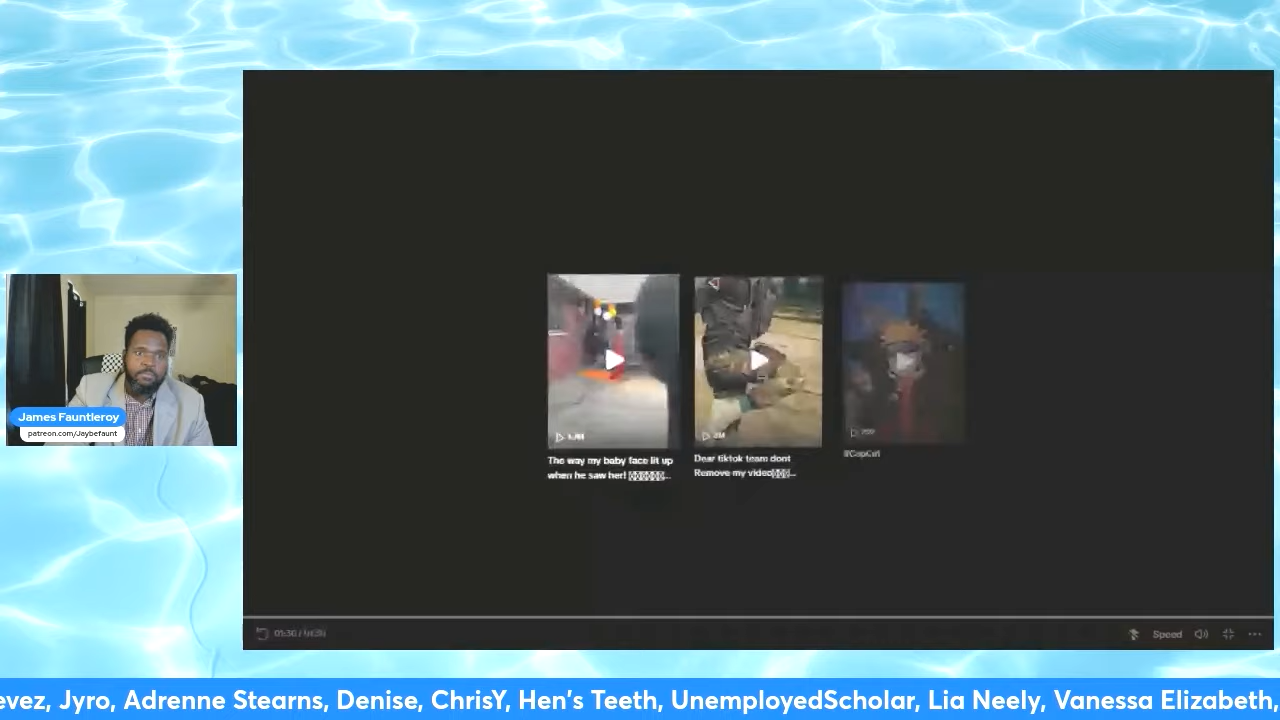 James Fauntleroy
patreon.com/Jaybefaunt
The way my baby face lit up
when he saw her!
Dear tiktok team dont
Remove my video
#CapCut
Speed
evez, Jyro, Adrenne Stearns, Denise, ChrisY, Hen's Teeth, UnemployedScholar, Lia Neely, Vanessa Elizabeth,